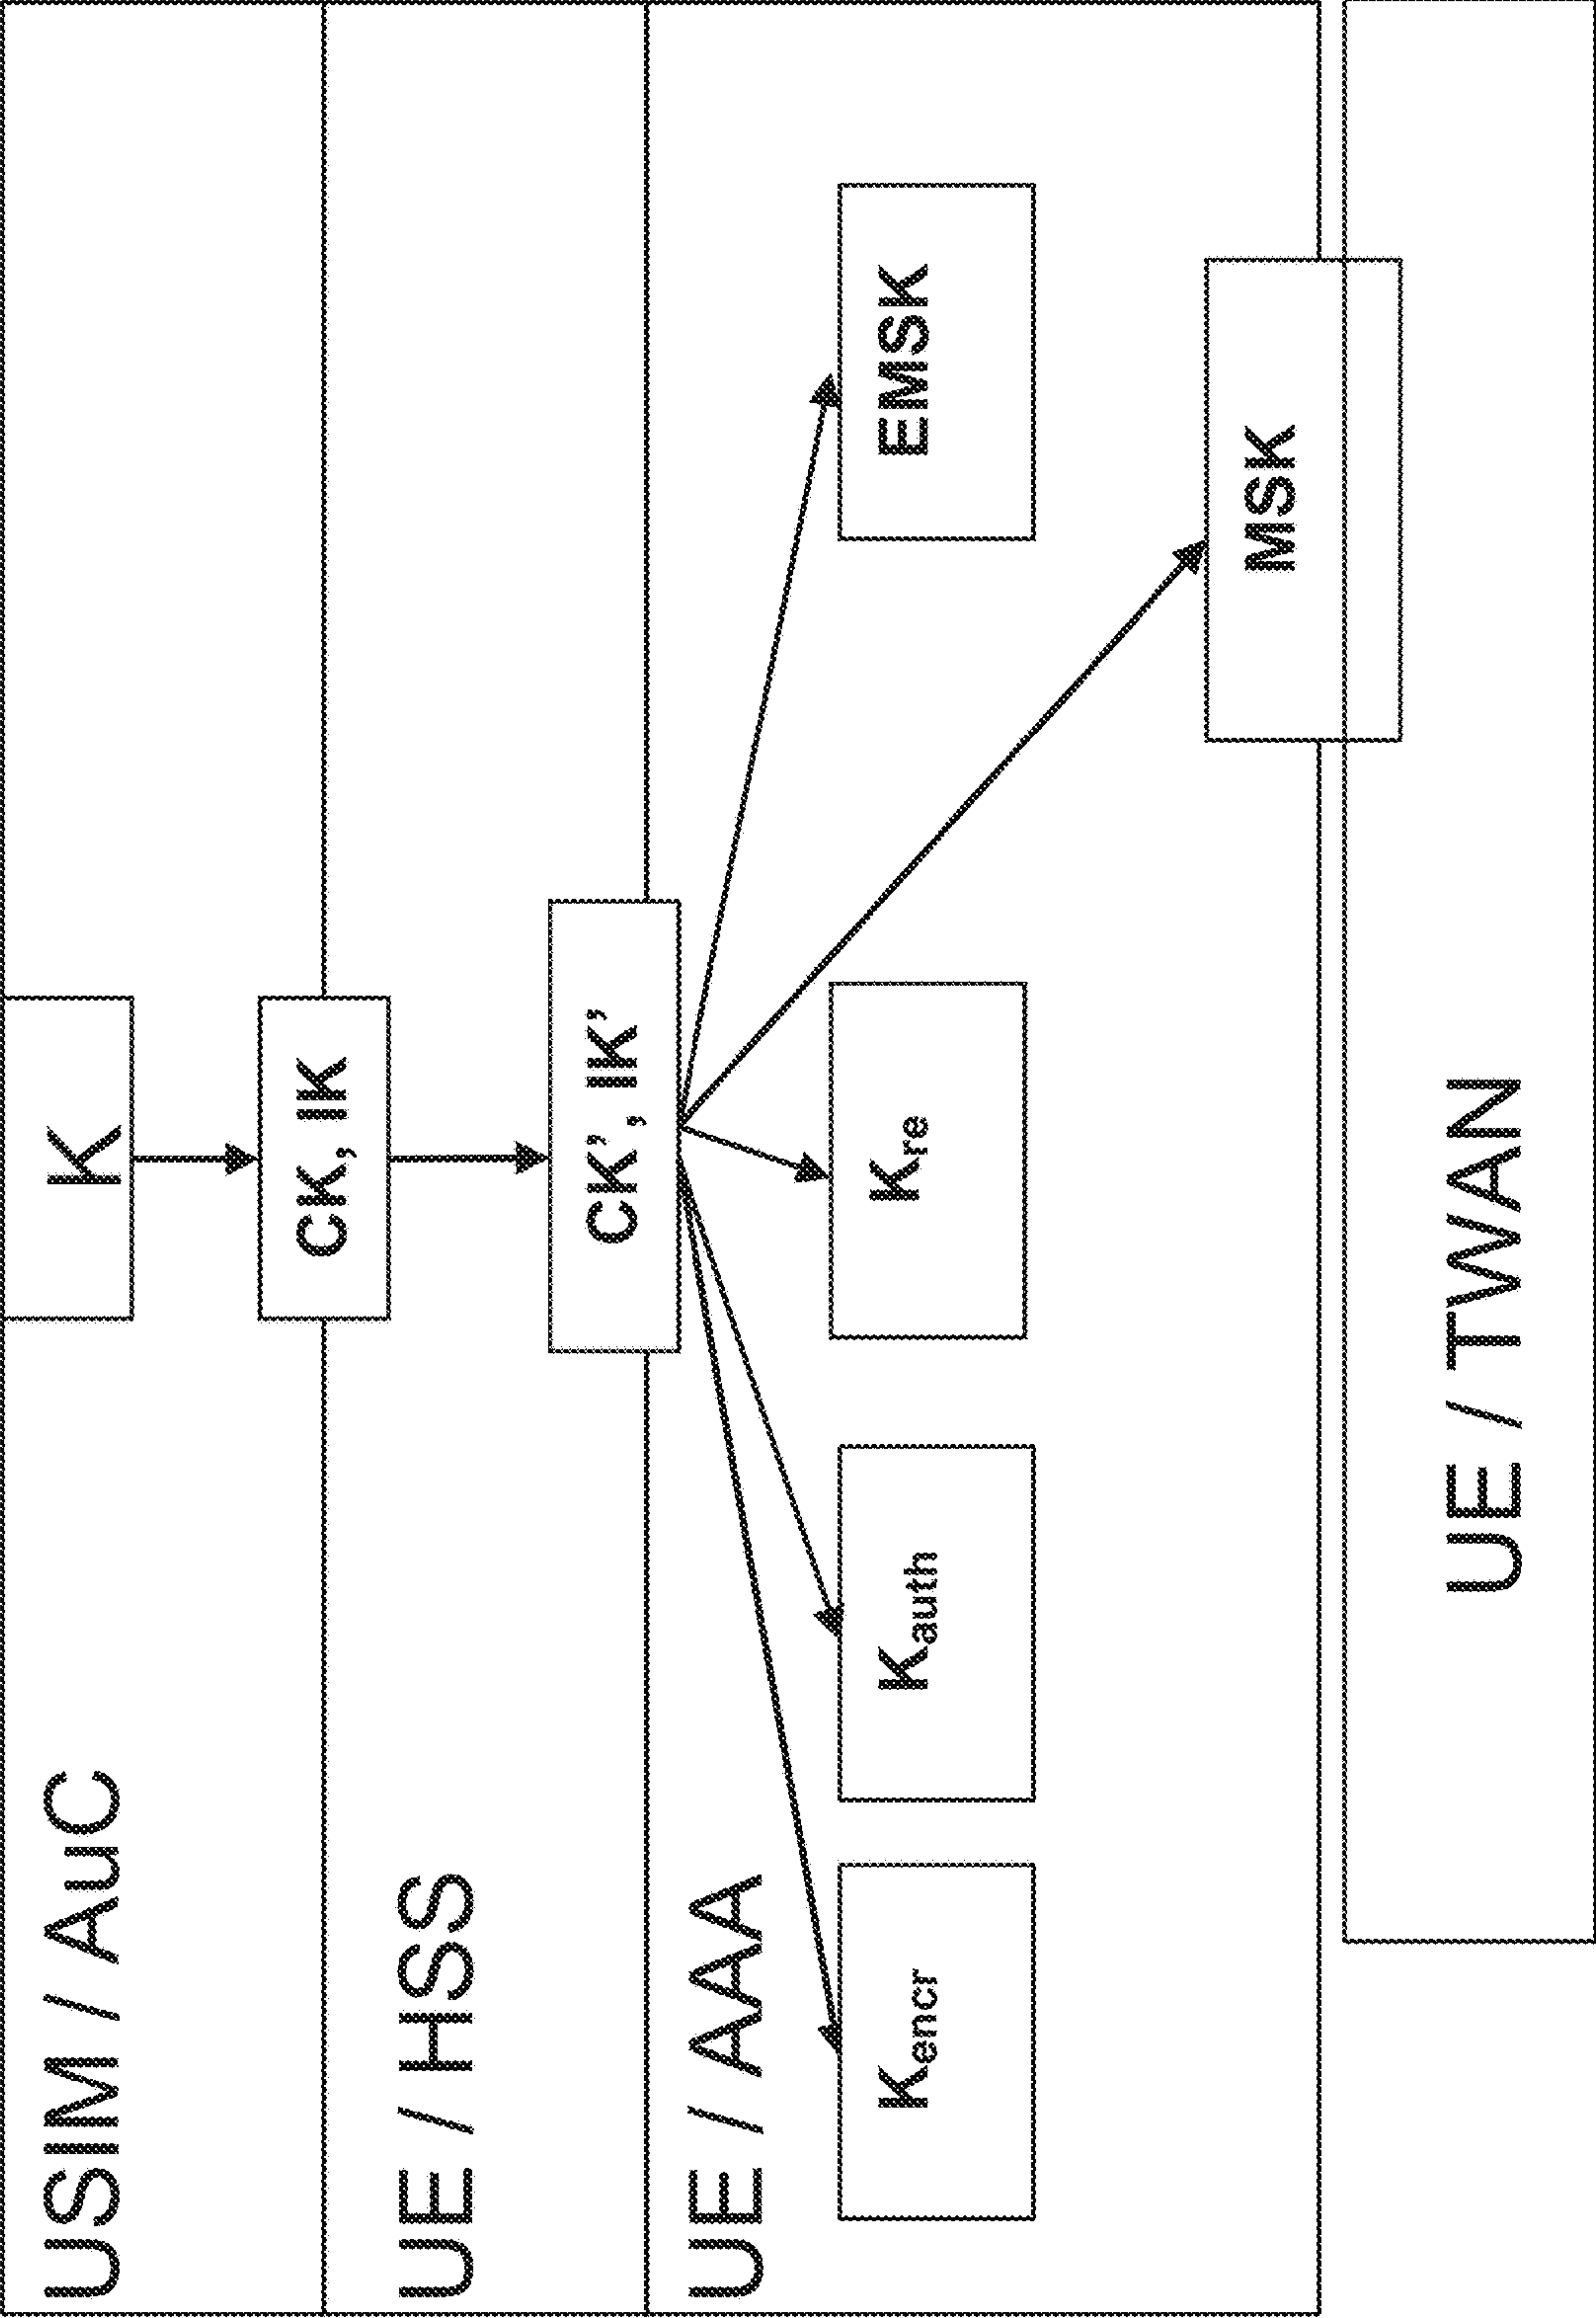 USIM / AuC
K
CK, IK
UE / HSS
CK', IK'
UE / AAA
Kencr
Kauth
Kre
EMSK
MSK
UE / TWAN